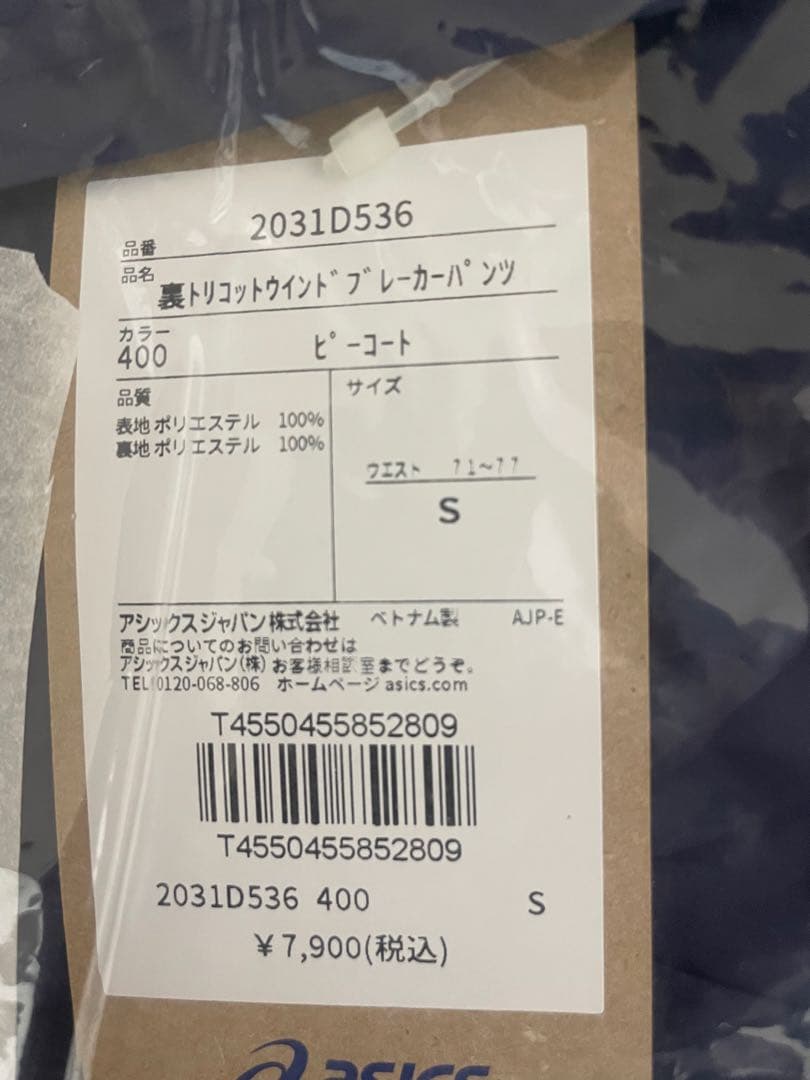 品番 2031D536
品名 裏トリコットウインドブレーカーパンツ
カラー
400 ピーコート
品質
表地 ポリエステル 100%
裏地 ポリエステル 100%
サイズ
ウエスト 71~77
S
アシックスジャパン株式会社 ベトナム製 AJP-E
商品についてのお問い合わせは
アシックスジャパン(株)お客様相談室までどうぞ。
TEL 0120-068-806 ホームページ asics.com
T4550455852809
T4550455852809
2031D536 400 S
¥7,900(税込)
asics